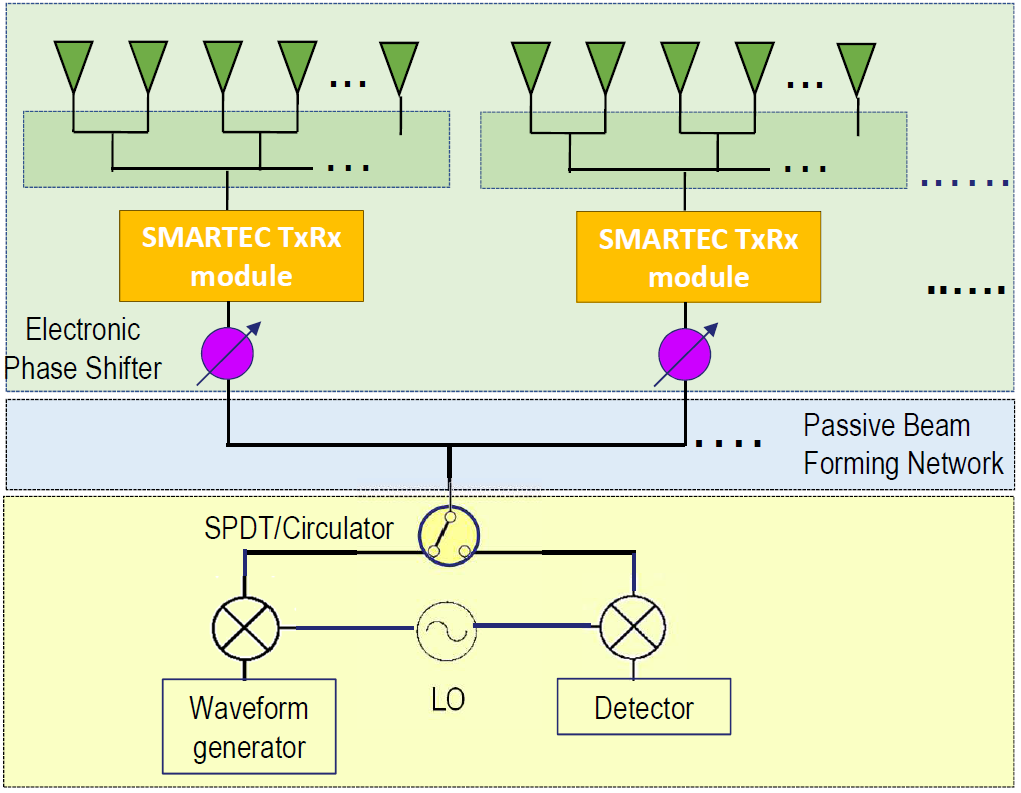 SMARTEC TxRx
module
SMARTEC TxRx
module
Electronic
Phase Shifter
Passive Beam
Forming Network
SPDT/Circulator
LO
Waveform
generator
Detector